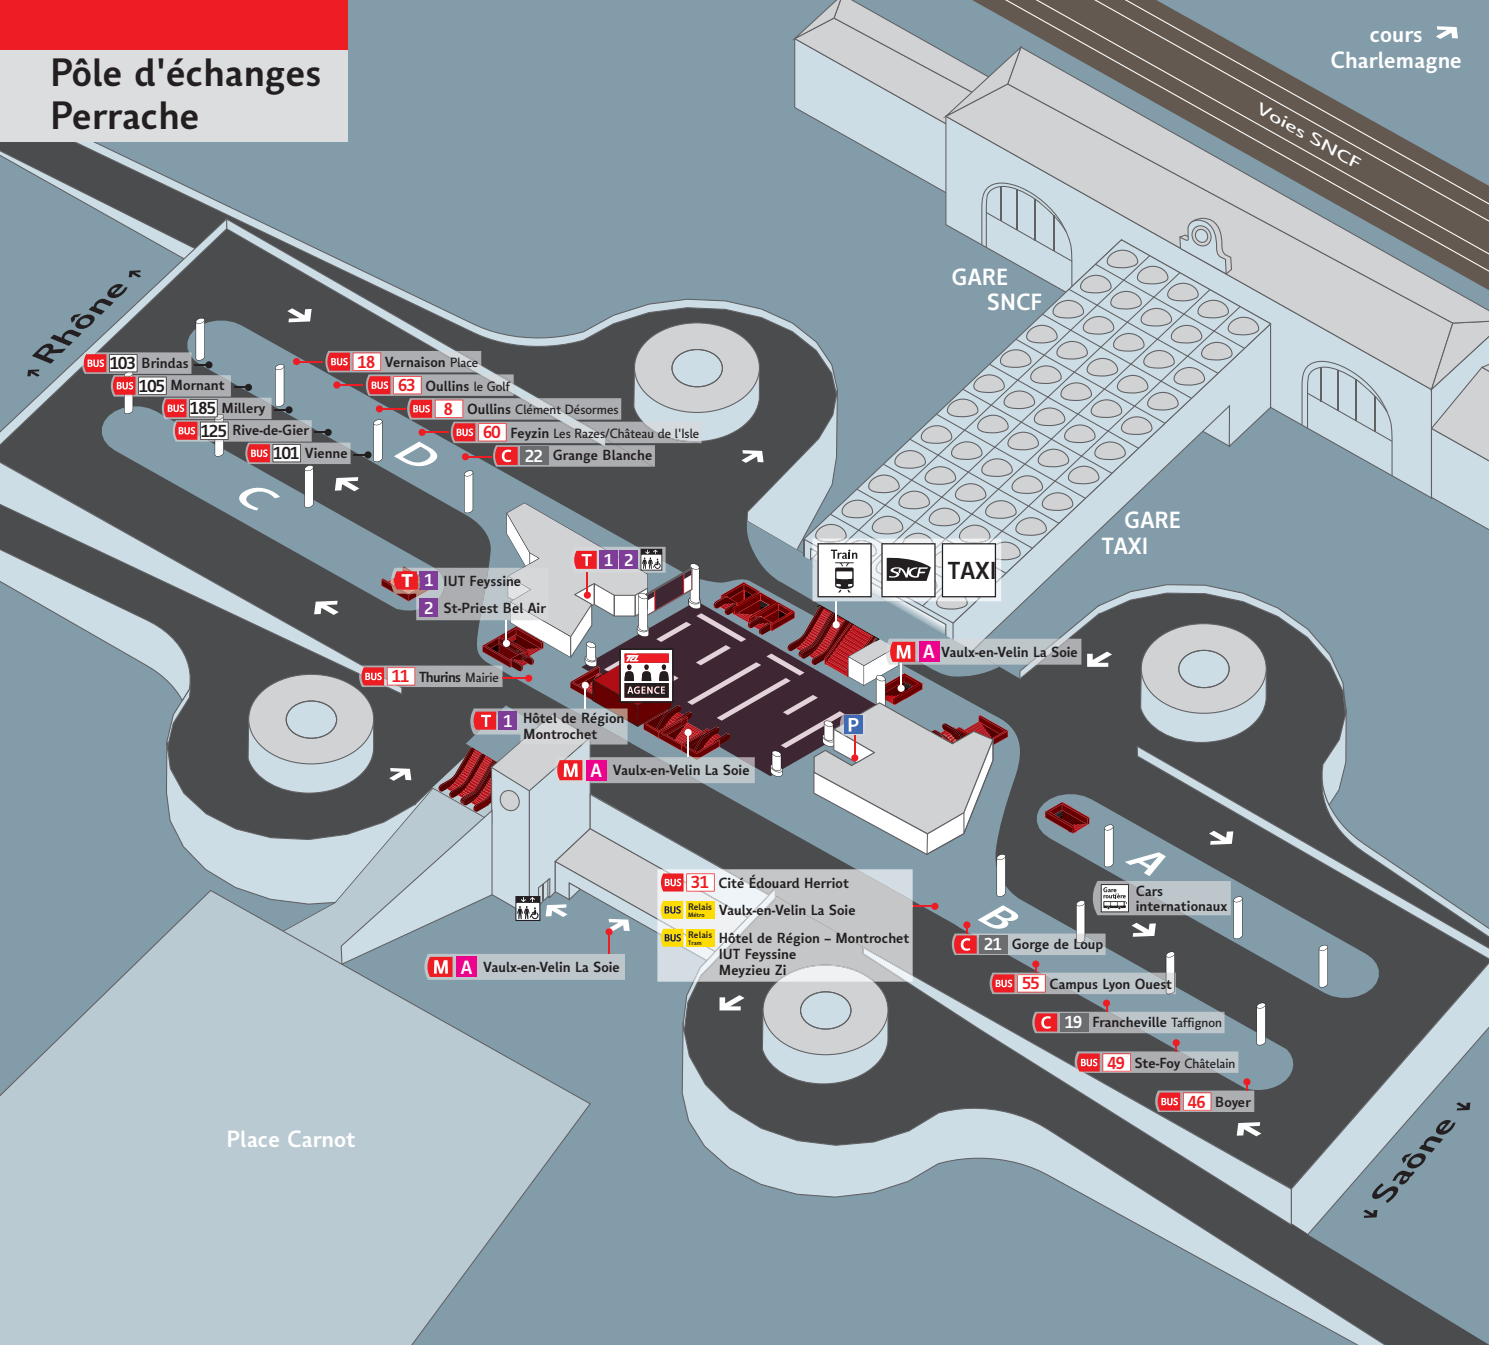 Pôle d'échanges
Perrache
cours
Charlemagne
Voies SNCF
GARE
SNCF
Rhône
BUS 103 Brindas
BUS 105 Mornant
BUS 185 Millery
BUS 125 Rive-de-Gier
BUS 101 Vienne
BUS 18 Vernaison Place
BUS 63 Oullins le Golf
BUS 8 Oullins Clément Désormes
BUS 60 Feyzin Les Razes/Château de l'Isle
C 22 Grange Blanche
D
C
GARE
TAXI
T 1 2
Train
SNCF
TAXI
T 1 IUT Feyssine
2 St-Priest Bel Air
M A Vaulx-en-Velin La Soie
BUS 11 Thurins Mairie
TCL
AGENCE
T 1 Hôtel de Région
Montrochet
P
M A Vaulx-en-Velin La Soie
A
Gare
routière
Cars
internationaux
B
BUS 31 Cité Édouard Herriot
BUS Relais Métro Vaulx-en-Velin La Soie
BUS Relais Tram Hôtel de Région – Montrochet
IUT Feyssine
Meyzieu Zi
M A Vaulx-en-Velin La Soie
C 21 Gorge de Loup
BUS 55 Campus Lyon Ouest
C 19 Francheville Taffignon
BUS 49 Ste-Foy Châtelain
BUS 46 Boyer
Place Carnot
Saône